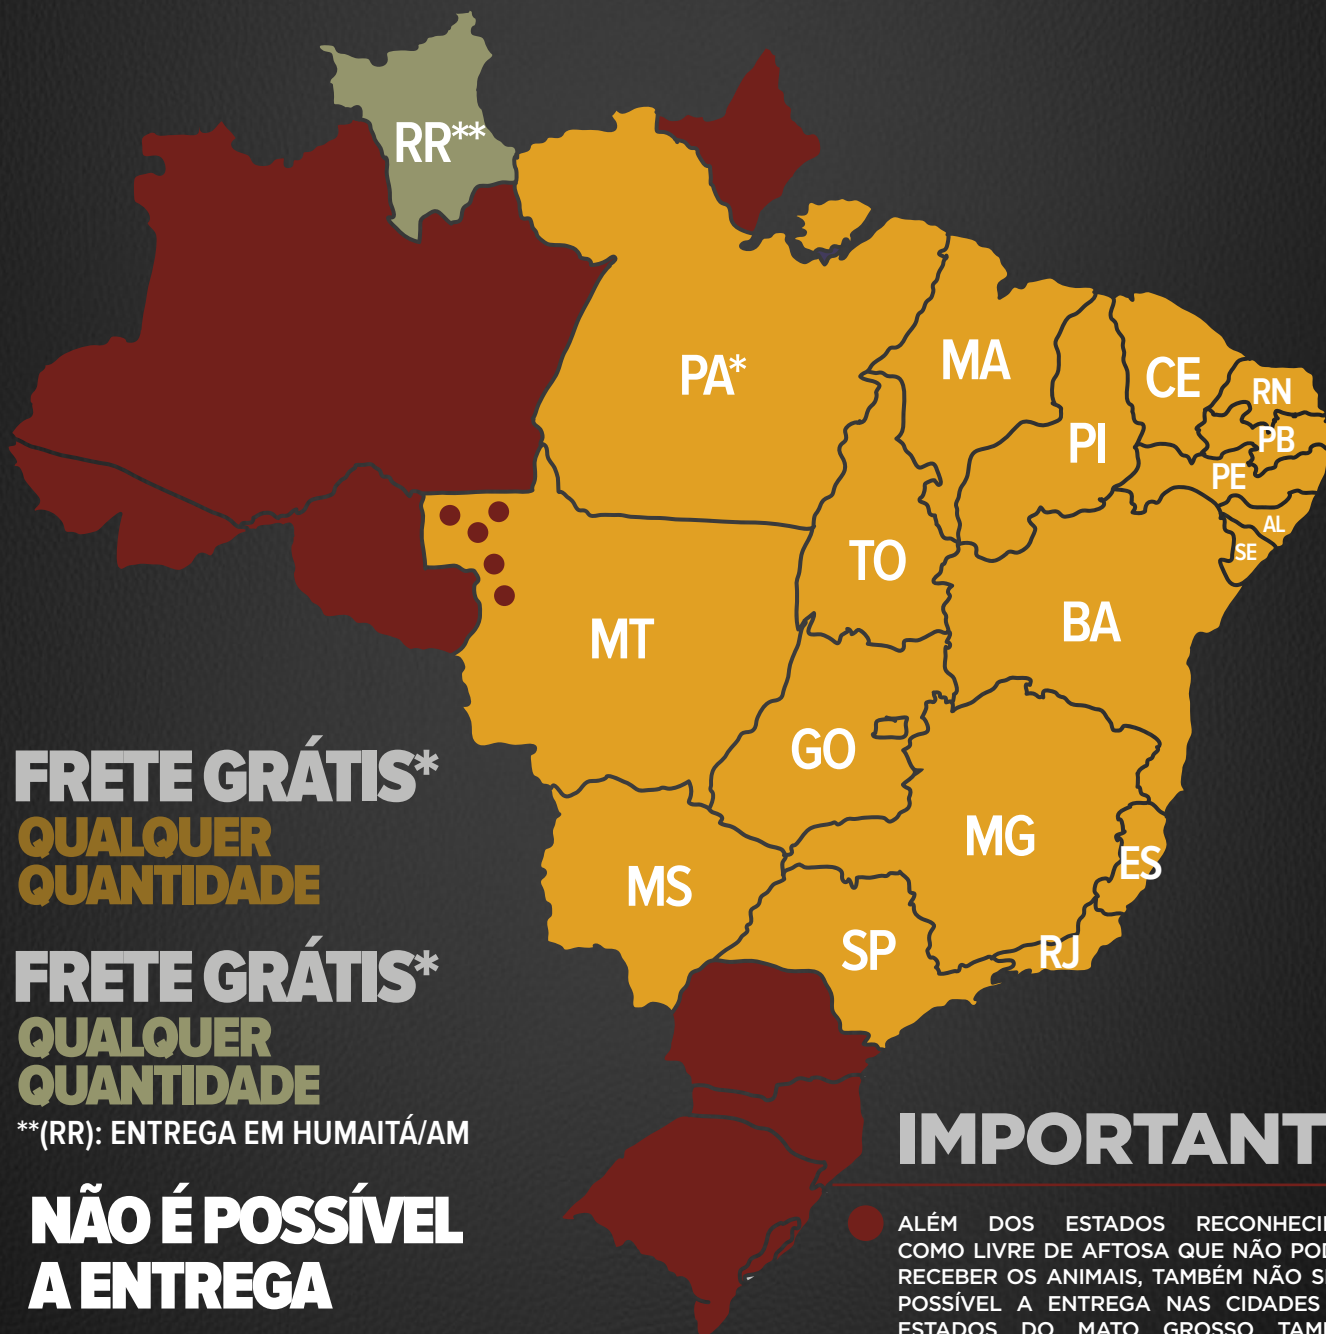 RR**
PA*
MA
CE
RN
PI
PB
PE
AL
SE
TO
BA
MT
GO
MG
ES
MS
SP
RJ
FRETE GRÁTIS*
QUALQUER
QUANTIDADE
FRETE GRÁTIS*
QUALQUER
QUANTIDADE
**(RR): ENTREGA EM HUMAITÁ/AM
NÃO É POSSÍVEL
A ENTREGA
IMPORTANT
ALÉM DOS ESTADOS
COMO LIVRE DE AFTOSA QUE NÃO
RECEBER OS ANIMAIS, TAMBÉM NÃO
POSSÍVEL A ENTREGA NAS CIDADES
ESTADOS DO MATO GROSSO